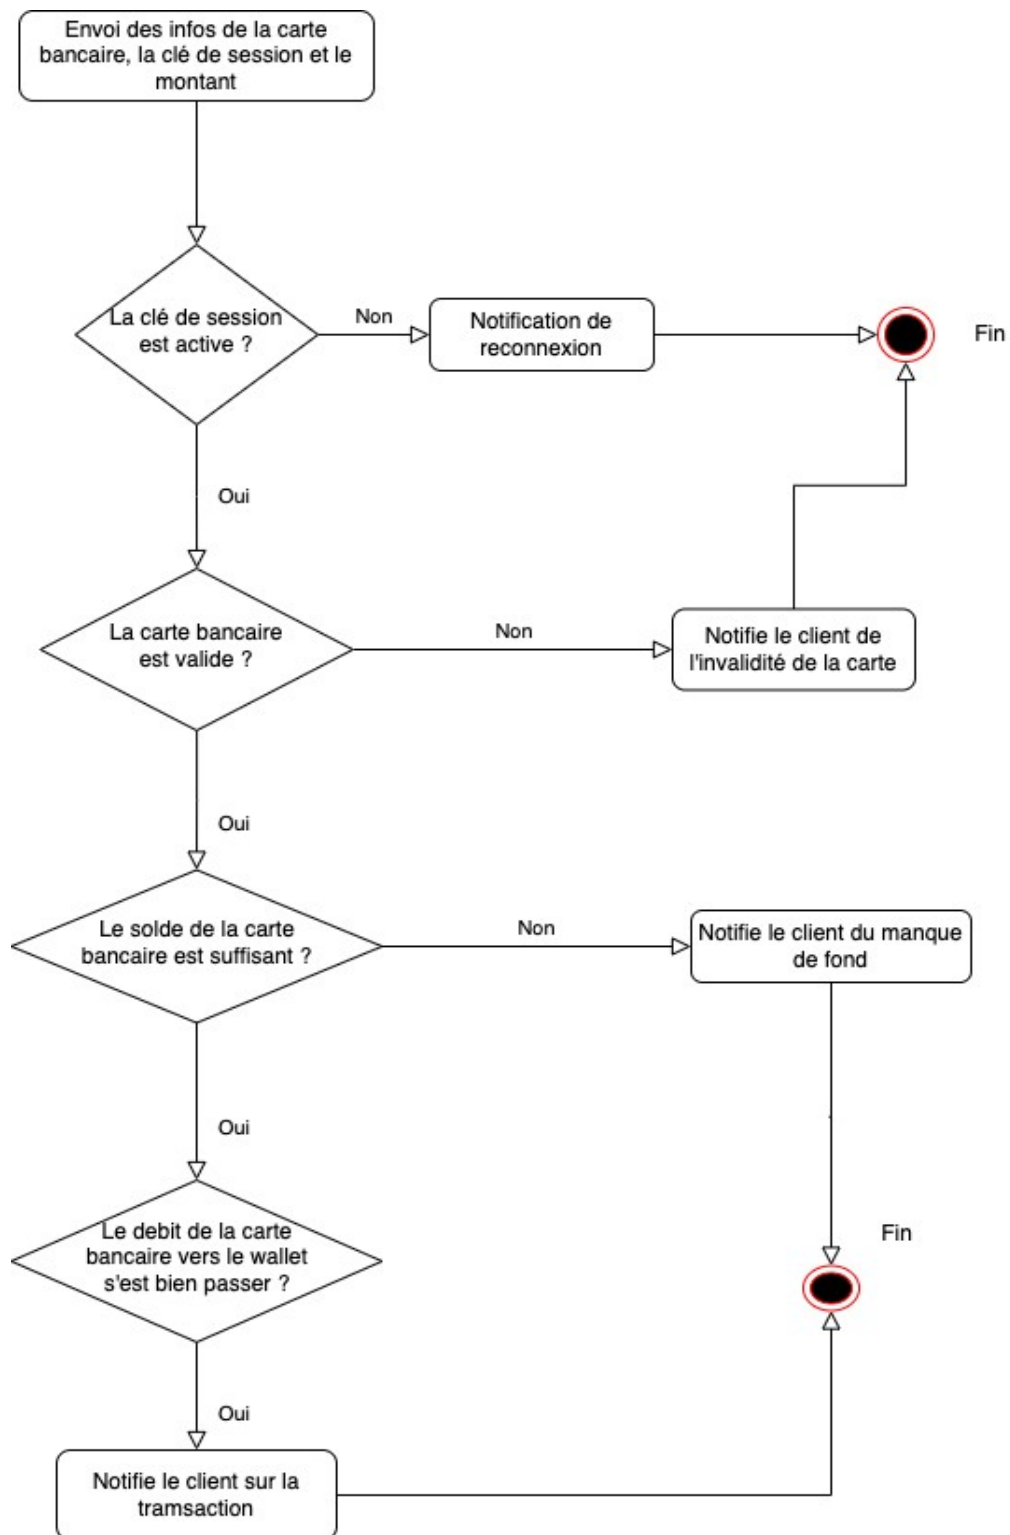 Envoi des infos de la carte
bancaire, la clé de session et le
montant
La clé de session
est active ?
Non
Notification de
reconnexion
Fin
Oui
La carte bancaire
est valide ?
Non
Notifie le client de
l'invalidité de la carte
Oui
Le solde de la carte
bancaire est suffisant ?
Non
Notifie le client du manque
de fond
Oui
Le debit de la carte
bancaire vers le wallet
s'est bien passer ?
Fin
Oui
Notifie le client sur la
tramsaction